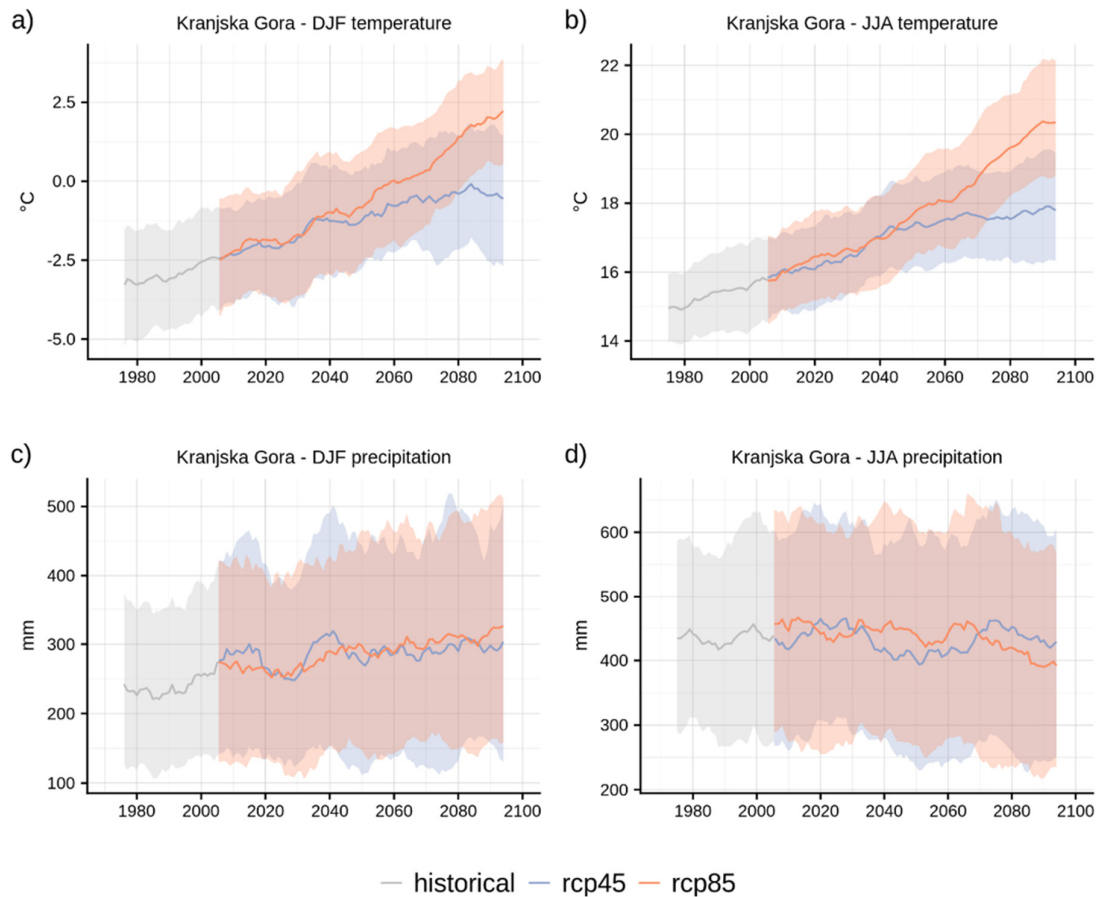 a)
Kranjska Gora - DJF temperature
2.5
0.0
-2.5
-5.0
°C
1980 2000 2020 2040 2060 2080 2100
b)
Kranjska Gora - JJA temperature
22
20
18
16
14
°C
1980 2000 2020 2040 2060 2080 2100
c)
Kranjska Gora - DJF precipitation
500
400
300
200
100
mm
1980 2000 2020 2040 2060 2080 2100
d)
Kranjska Gora - JJA precipitation
600
500
400
300
200
mm
1980 2000 2020 2040 2060 2080 2100
historical rcp45 rcp85